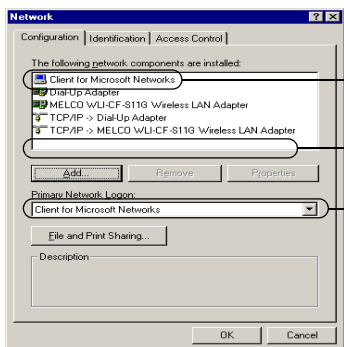 Network
Configuration Identification Access Control
The following network components are installed:
Client for Microsoft Networks
Dial-Up Adapter
MELCO WLI-CF-S11G Wireless LAN Adapter
TCP/IP -> Dial-Up Adapter
TCP/IP -> MELCO WLI-CF-S11G Wireless LAN Adapter
Add... Remove Properties
Primary Network Logon:
Client for Microsoft Networks
File and Print Sharing...
Description
OK Cancel